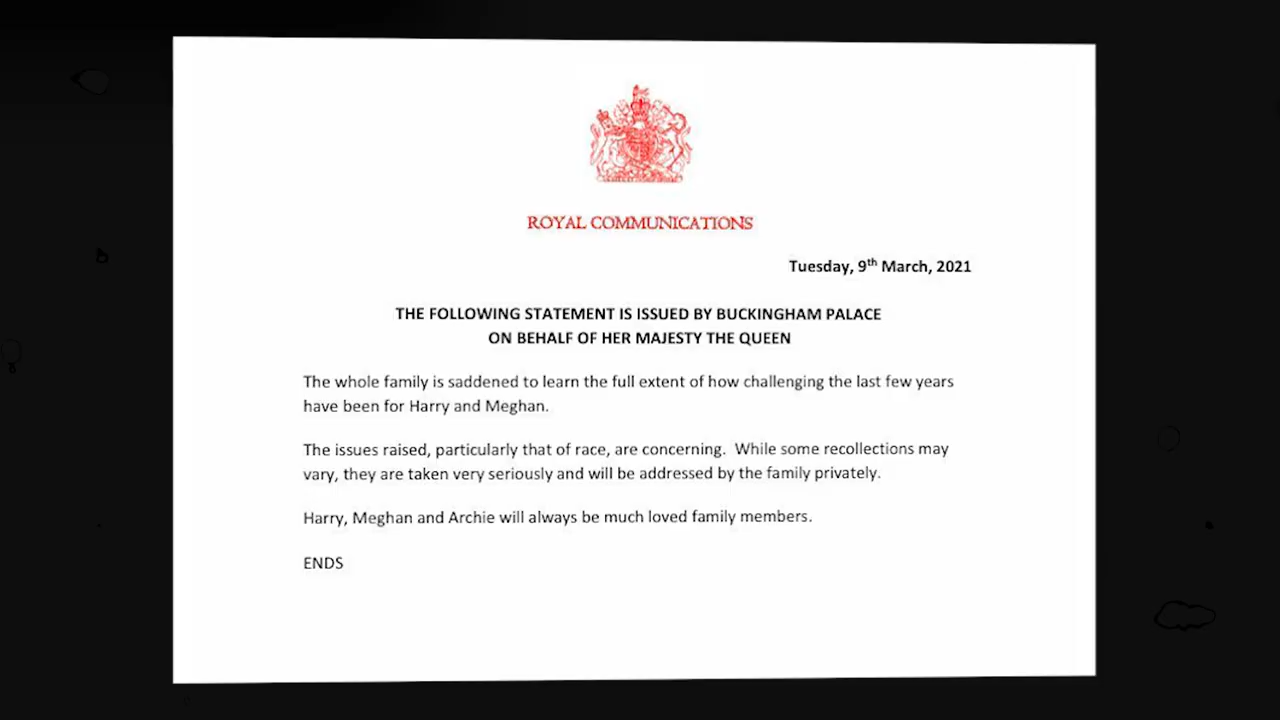 ROYAL COMMUNICATIONS
Tuesday, 9th March, 2021
THE FOLLOWING STATEMENT IS ISSUED BY BUCKINGHAM PALACE
ON BEHALF OF HER MAJESTY THE QUEEN
The whole family is saddened to learn the full extent of how challenging the last few years
have been for Harry and Meghan.
The issues raised, particularly that of race, are concerning.  While some recollections may
vary, they are taken very seriously and will be addressed by the family privately.
Harry, Meghan and Archie will always be much loved family members.
ENDS